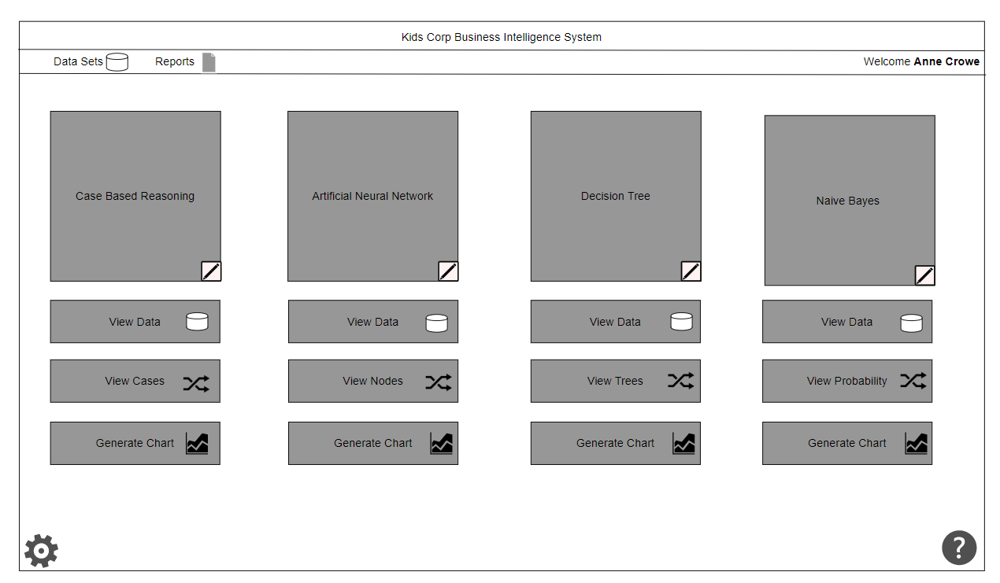 Kids Corp Business Intelligence System
Data Sets Reports Welcome Anne Crowe
Case Based Reasoning Artificial Neural Network Decision Tree Naive Bayes
View Data View Data View Data View Data
View Cases View Nodes View Trees View Probability
Generate Chart Generate Chart Generate Chart Generate Chart
?